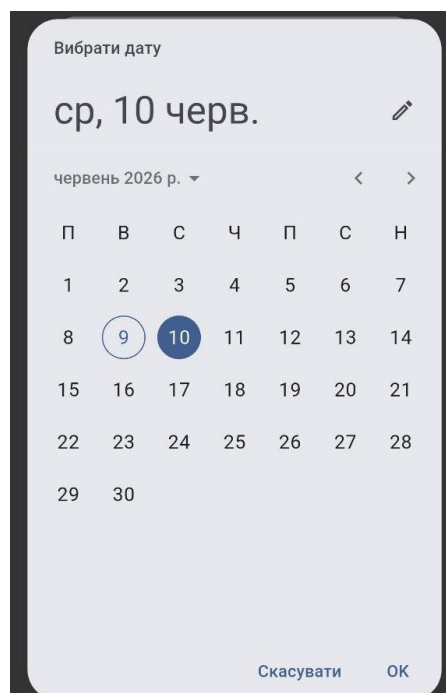 Вибрати дату
ср, 10 черв.
червень 2026 р.
П В С Ч П С Н
1 2 3 4 5 6 7
8 9 10 11 12 13 14
15 16 17 18 19 20 21
22 23 24 25 26 27 28
29 30
Скасувати ОК